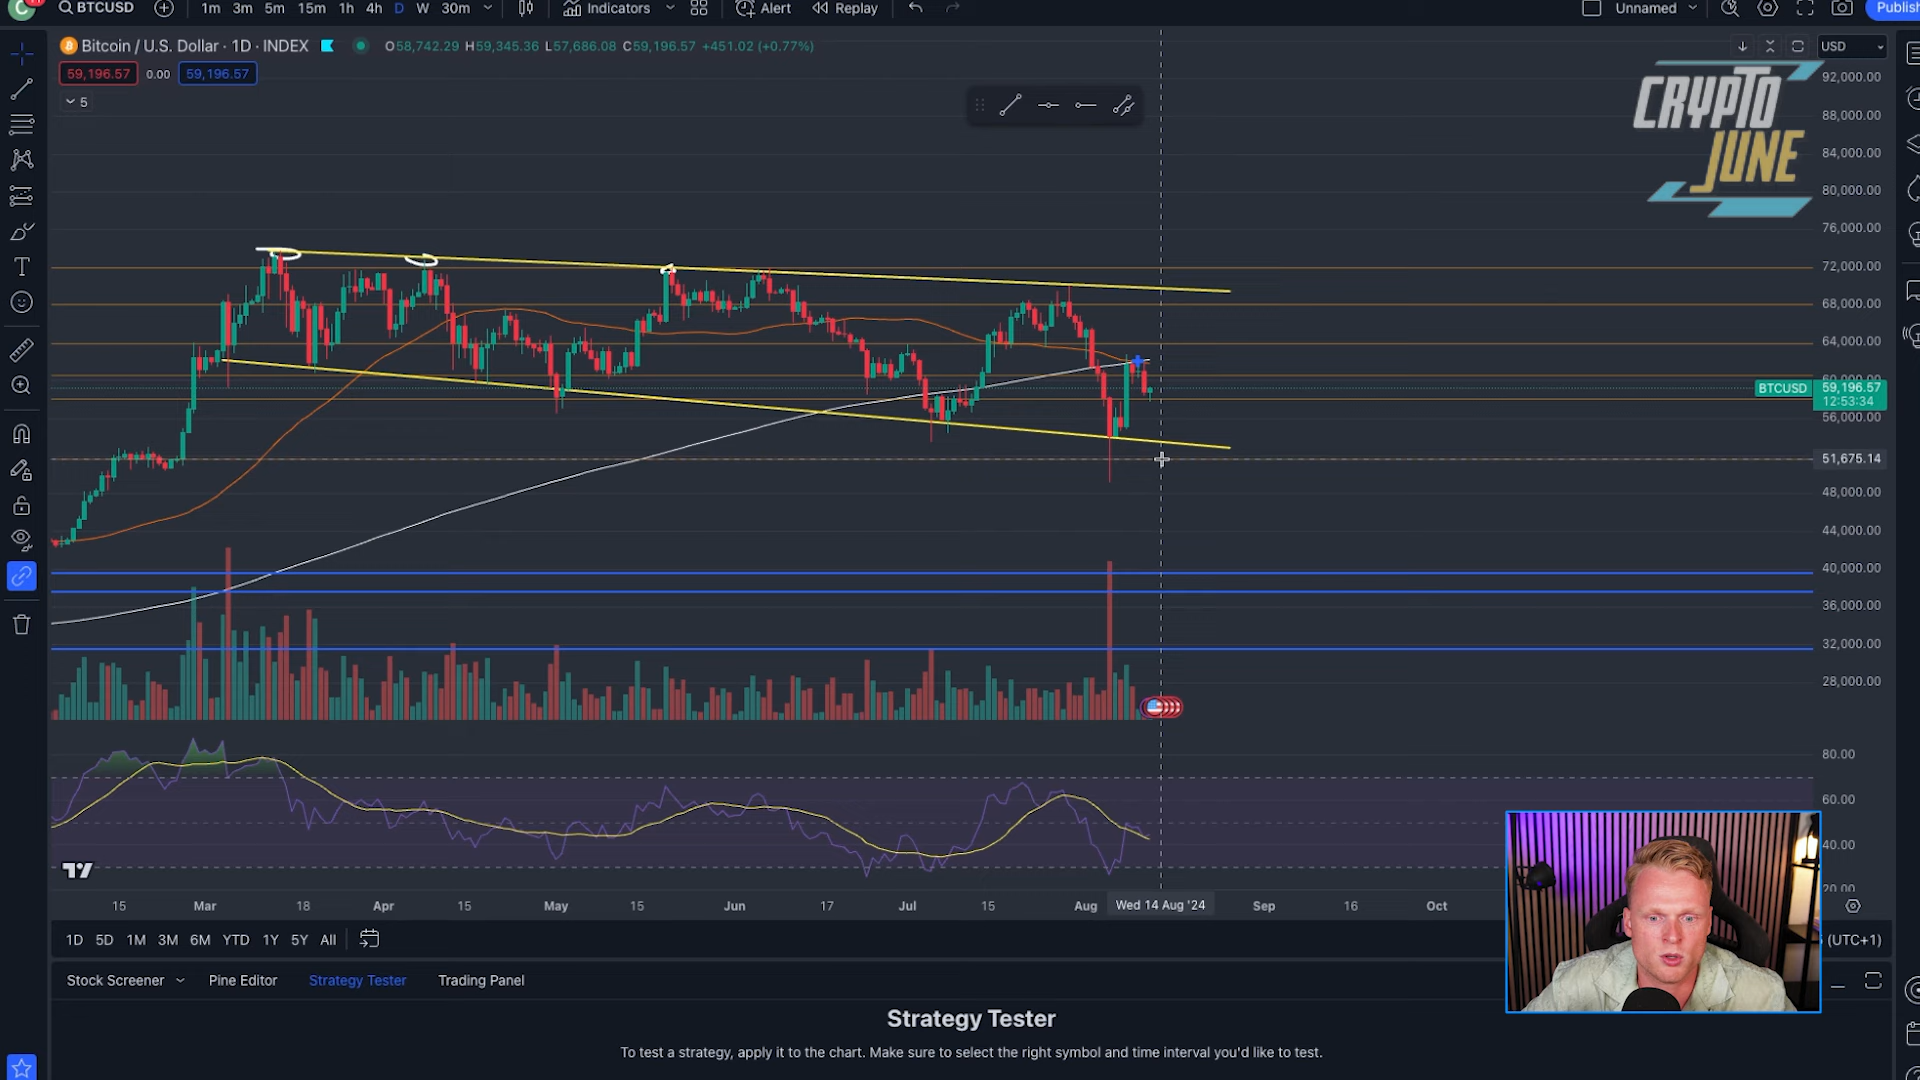 BTCUSD 1m 3m 5m 15m 1h 4h D W 30m Indicators Alert Replay Unnamed Publish
Bitcoin / U.S. Dollar · 1D · INDEX O58,742.29 H59,345.36 L57,686.08 C59,196.57 +451.02 (+0.77%)
USD
59,196.57 0.00 59,196.57
5
CRYPTO
JUNE
92,000.00
88,000.00
84,000.00
80,000.00
76,000.00
72,000.00
68,000.00
64,000.00
60,000.00
BTCUSD 59,196.57
12:53:34
56,000.00
51,675.14
48,000.00
44,000.00
40,000.00
36,000.00
32,000.00
28,000.00
80.00
60.00
40.00
20.00
15 Mar 18 Apr 15 May 15 Jun 17 Jul 15 Aug Wed 14 Aug '24 Sep 16 Oct
1D 5D 1M 3M 6M YTD 1Y 5Y All (UTC+1)
Stock Screener Pine Editor Strategy Tester Trading Panel
Strategy Tester
To test a strategy, apply it to the chart. Make sure to select the right symbol and time interval you'd like to test.